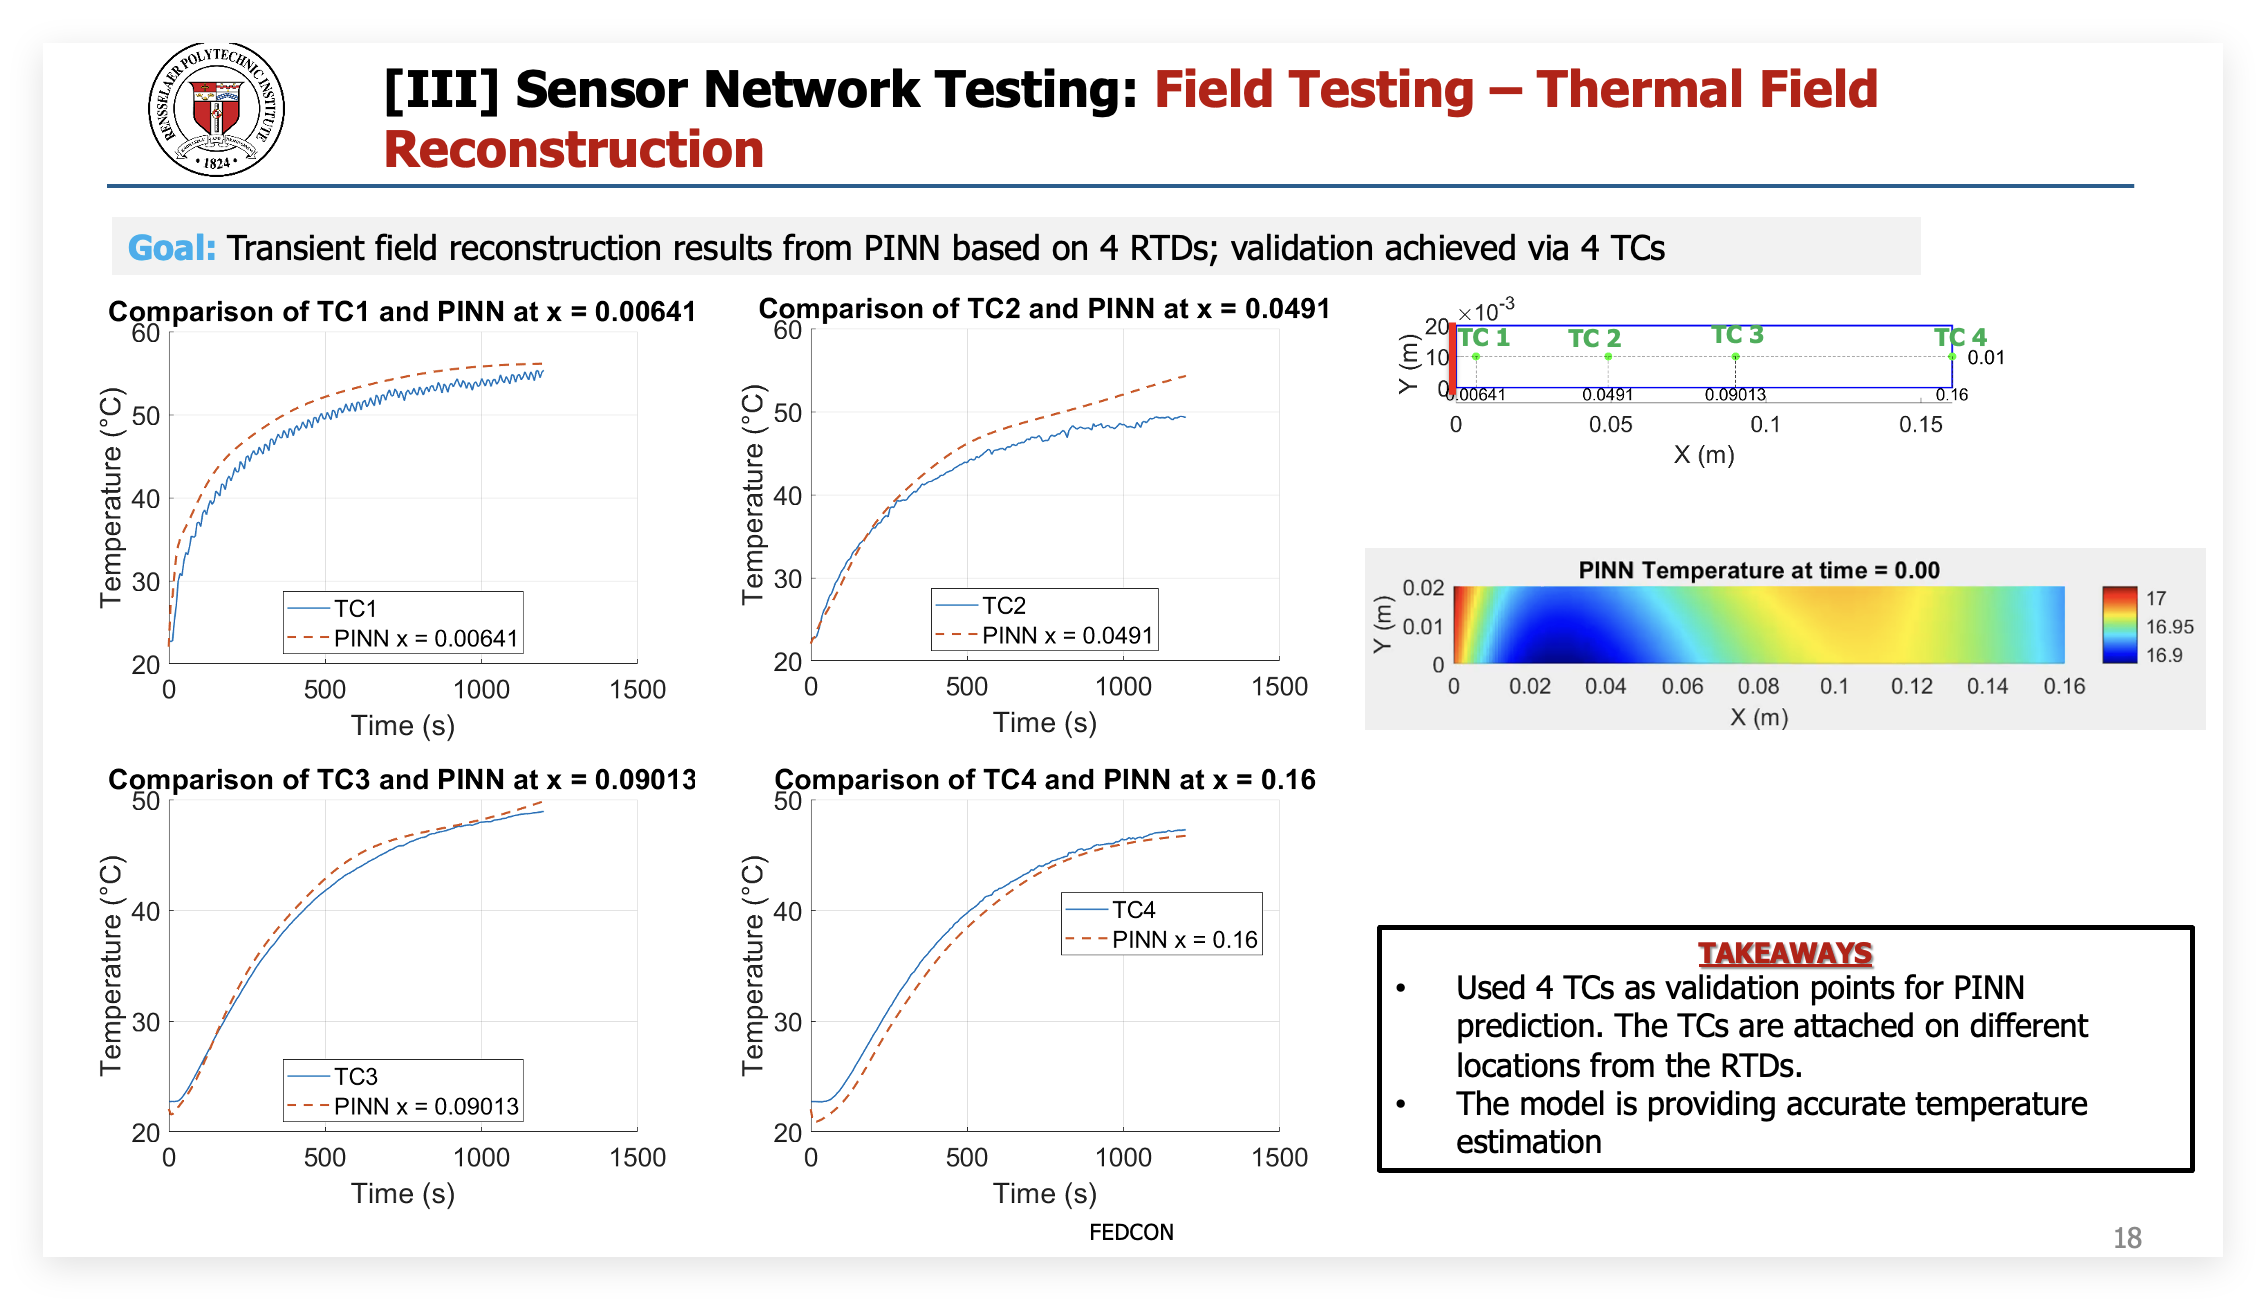 RENSSELAER POLYTECHNIC INSTITUTE
• 1824 •
[III] Sensor Network Testing: Field Testing – Thermal Field
Reconstruction
Goal: Transient field reconstruction results from PINN based on 4 RTDs; validation achieved via 4 TCs
Comparison of TC1 and PINN at x = 0.00641
60
50
40
30
20
Temperature (°C)
TC1
PINN x = 0.00641
0 500 1000 1500
Time (s)
Comparison of TC2 and PINN at x = 0.0491
60
50
40
30
20
Temperature (°C)
TC2
PINN x = 0.0491
0 500 1000 1500
Time (s)
×10-3
20
10
0
Y (m)
TC 1 TC 2 TC 3 TC 4
0.01
0.00641 0.0491 0.09013 0.16
0 0.05 0.1 0.15
X (m)
PINN Temperature at time = 0.00
0.02
0.01
0
Y (m)
17
16.95
16.9
0 0.02 0.04 0.06 0.08 0.1 0.12 0.14 0.16
X (m)
Comparison of TC3 and PINN at x = 0.09013
50
40
30
20
Temperature (°C)
TC3
PINN x = 0.09013
0 500 1000 1500
Time (s)
Comparison of TC4 and PINN at x = 0.16
50
40
30
20
Temperature (°C)
TC4
PINN x = 0.16
0 500 1000 1500
Time (s)
TAKEAWAYS
• Used 4 TCs as validation points for PINN
prediction. The TCs are attached on different
locations from the RTDs.
• The model is providing accurate temperature
estimation
FEDCON
18